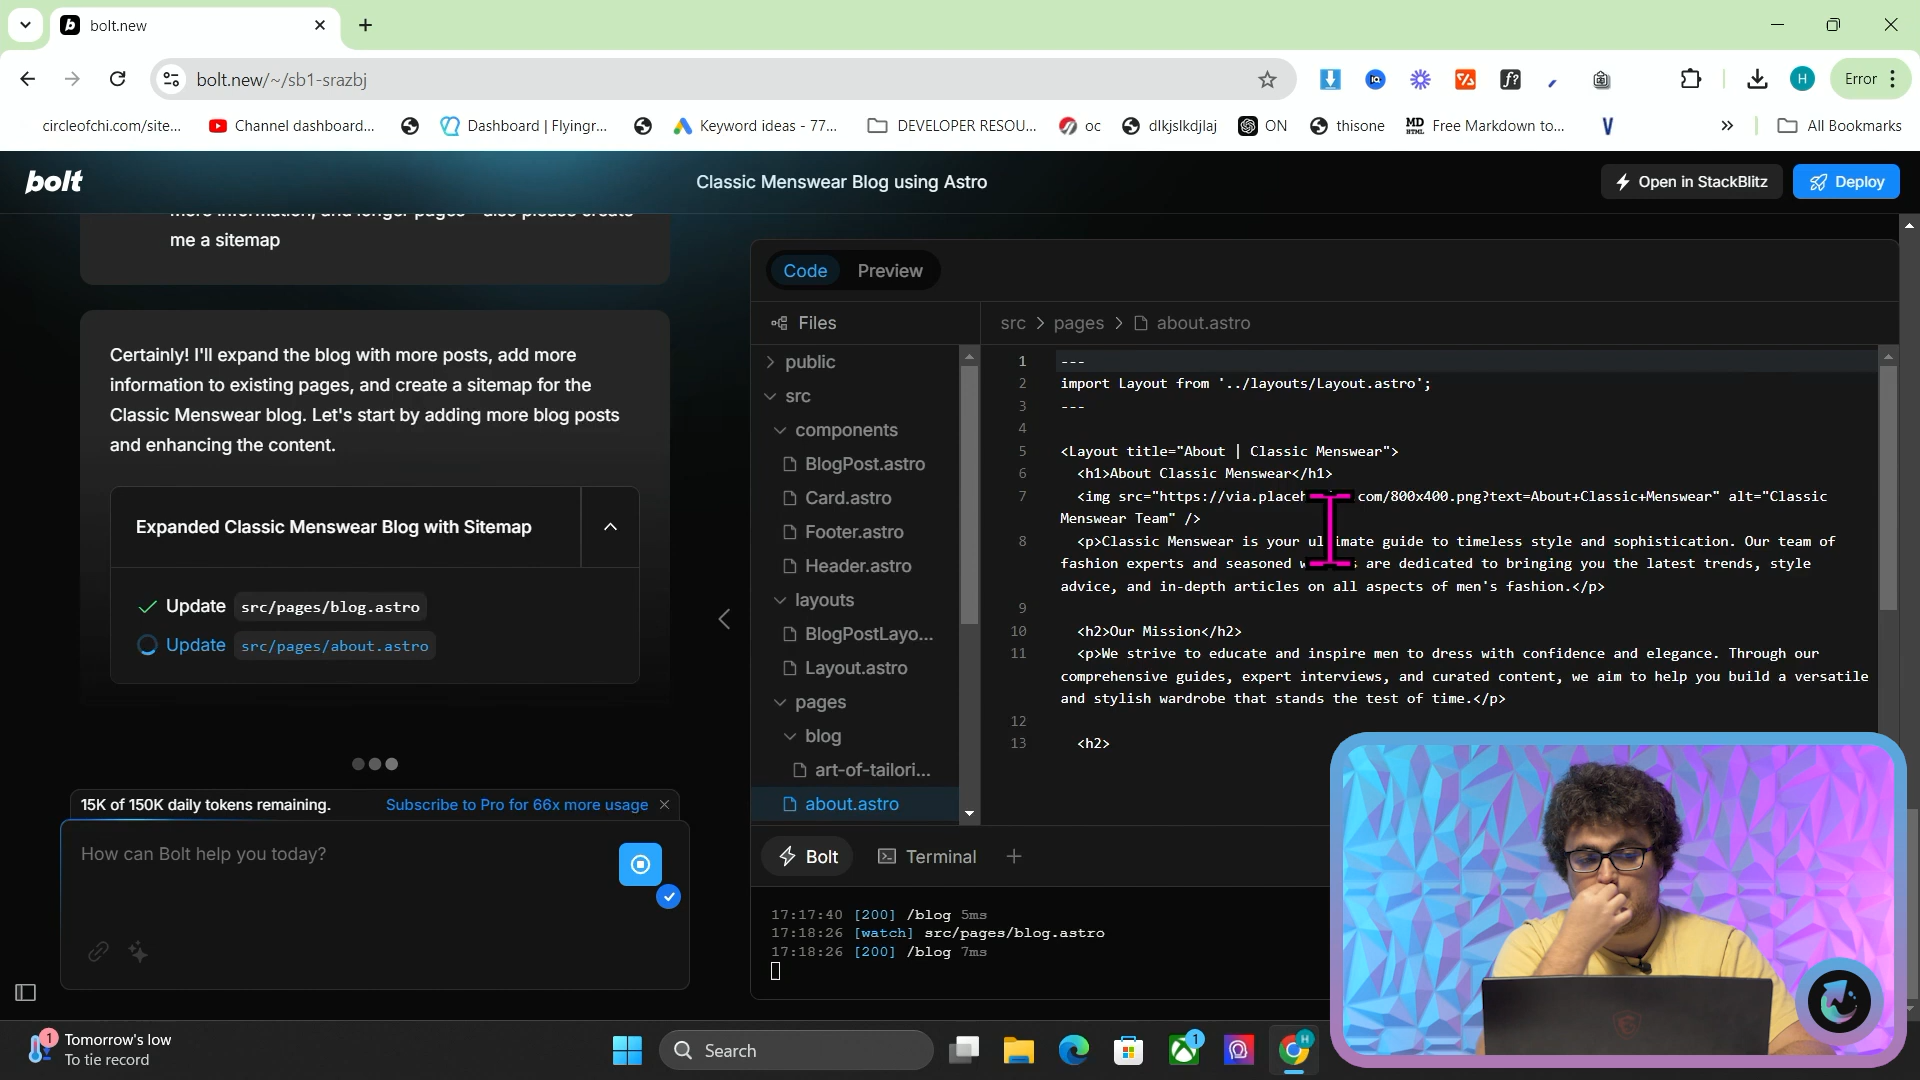 bolt.new
bolt.new/~/sb1-srazbj
Error
circleofchi.com/site...
Channel dashboard...
Dashboard | Flyingr...
Keyword ideas - 77...
DEVELOPER RESOU...
oc
dlkjslkdjlaj
ON
thisone
Free Markdown to...
All Bookmarks
bolt
Classic Menswear Blog using Astro
Open in StackBlitz
Deploy
me a sitemap
Certainly! I'll expand the blog with more posts, add more
information to existing pages, and create a sitemap for the
Classic Menswear blog. Let's start by adding more blog posts
and enhancing the content.
Expanded Classic Menswear Blog with Sitemap
Update src/pages/blog.astro
Update src/pages/about.astro
15K of 150K daily tokens remaining. Subscribe to Pro for 66x more usage
How can Bolt help you today?
Code Preview
Files
public
src
components
BlogPost.astro
Card.astro
Footer.astro
Header.astro
layouts
BlogPostLayo...
Layout.astro
pages
blog
art-of-tailori...
about.astro
src > pages > about.astro
1 ---
2 import Layout from '../layouts/Layout.astro';
3 ---
4
5 <Layout title="About | Classic Menswear">
6 <h1>About Classic Menswear</h1>
7 <img src="https://via.placeh com/800x400.png?text=About+Classic+Menswear" alt="Classic
Menswear Team" />
8 <p>Classic Menswear is your ultimate guide to timeless style and sophistication. Our team of
fashion experts and seasoned are dedicated to bringing you the latest trends, style
advice, and in-depth articles on all aspects of men's fashion.</p>
9
10 <h2>Our Mission</h2>
11 <p>We strive to educate and inspire men to dress with confidence and elegance. Through our
comprehensive guides, expert interviews, and curated content, we aim to help you build a versatile
and stylish wardrobe that stands the test of time.</p>
12
13 <h2>
Bolt Terminal
17:17:40 [200] /blog 5ms
17:18:26 [watch] src/pages/blog.astro
17:18:26 [200] /blog 7ms
1
Tomorrow's low
To tie record
Search
1
H